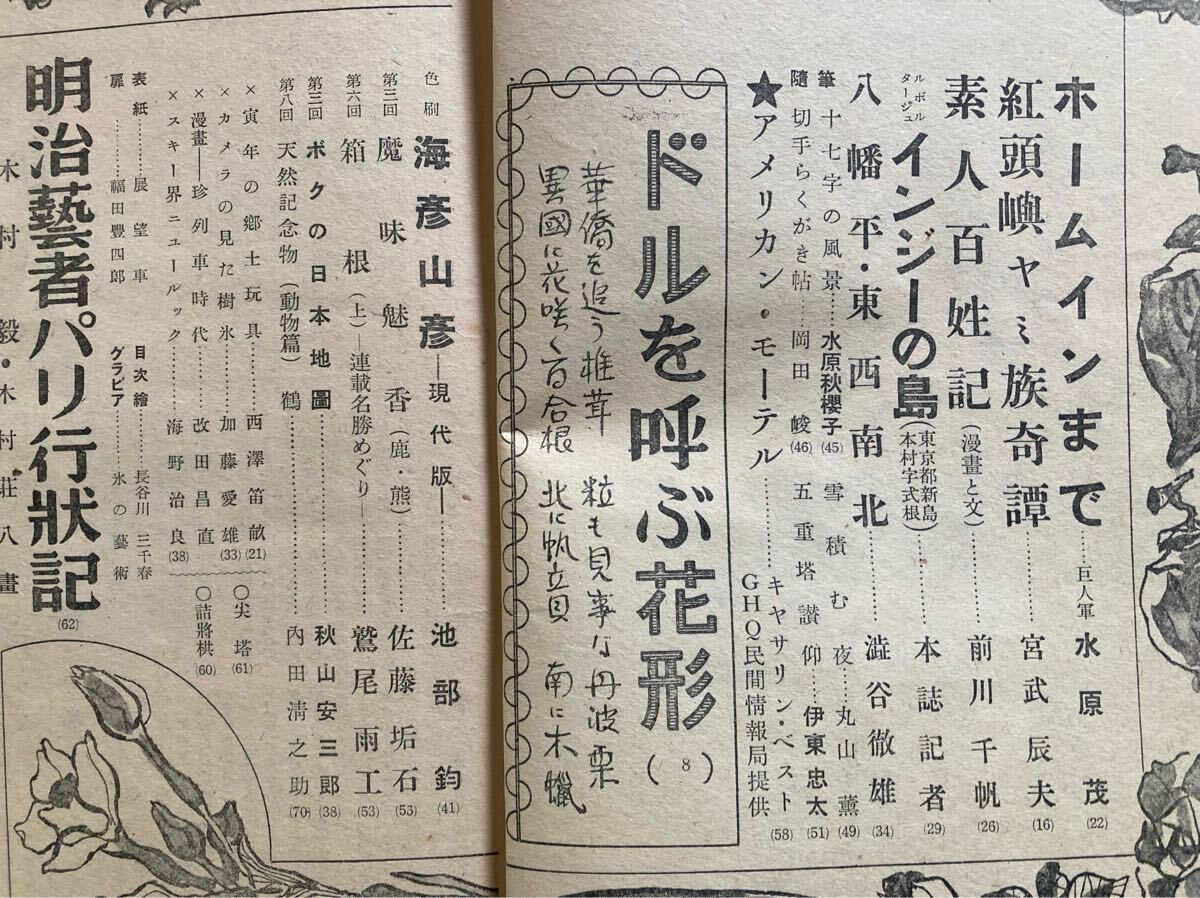 ホームインまで……巨人軍 水原茂(22)
紅頭嶼ヤミ族奇譚……宮武辰夫(16)
素人百姓記(漫畫と文)……前川千帆(26)
ルポルタージュ インジーの島(東京都新島本村字式根)……本誌記者(29)
八幡平・東西南北……澁谷徹雄(34)
隨筆
十七字の風景……水原秋櫻子(45)
雪積む夜……丸山薫(49)
切手らくがき帖……岡田峻(46)
五重塔讃仰……伊東忠太(51)
★アメリカン・モーテル……キヤサリン・ベスト GHQ民間情報局提供(58)
ドルを呼ぶ花形(8)
華僑を追う椎茸 粒も見事な丹波栗
異國に花咲く百合根 北に帆立貝 南に木蠟
色刷 海彦山彦―現代版―……池部鈞(41)
第三回 魔味魅香(鹿・熊)……佐藤垢石(53)
第六回 箱根(上)―連載名勝めぐり―……鷲尾雨工(53)
第三回 ボクの日本地圖……秋山安三郎(38)
第八回 天然記念物(動物篇)鶴……内田清之助(70)
×寅年の郷土玩具……西澤笛畝(21)
×カメラの見た樹氷……加藤愛雄(33)
×漫畫―珍列車時代……改田昌直
×スキー界ニュールック……海野治良(38)
○尖塔(61)
○詰將棋(60)
表紙……展望車
扉……福田豐四郎
目次繪……長谷川三千春
グラビア……氷の藝術
明治藝者パリ行狀記(62)
木村毅・木村荘八畫